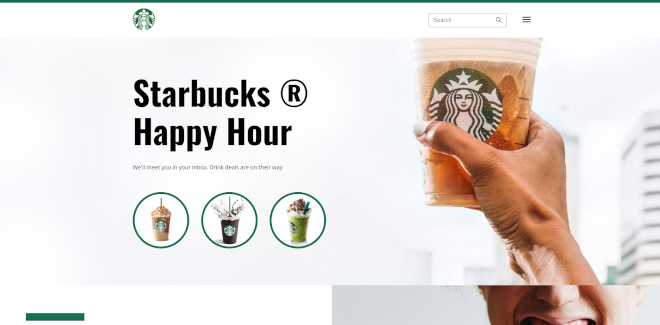 Search
Starbucks ®
Happy Hour
We'll meet you in your inbox. Drink deals are on their way